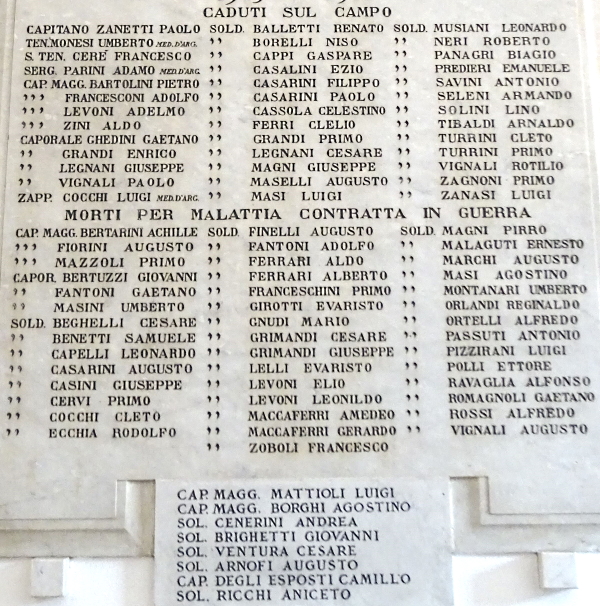 CADUTI SUL CAMPO
CAPITANO ZANETTI PAOLO
TEN. MONESI UMBERTO MED.D'ARG.
S. TEN. CERÉ FRANCESCO
SERG. PARINI ADAMO MED.D'ARG.
CAP. MAGG. BARTOLINI PIETRO
,,, FRANCESCONI ADOLFO
,,, LEVONI ADELMO
,,, ZINI ALDO
CAPORALE GHEDINI GAETANO
,, GRANDI ENRICO
,, LEGNANI GIUSEPPE
,, VIGNALI PAOLO
ZAPP. COCCHI LUIGI MED.D'ARG.
SOLD. BALLETTI RENATO
,, BORELLI NISO
,, CAPPI GASPARE
,, CASALINI EZIO
,, CASARINI FILIPPO
,, CASARINI PAOLO
,, CASSOLA CELESTINO
,, FERRI CLELIO
,, GRANDI PRIMO
,, LEGNANI CESARE
,, MAGNI GIUSEPPE
,, MASELLI AUGUSTO
,, MASI LUIGI
SOLD. MUSIANI LEONARDO
,, NERI ROBERTO
,, PANAGRI BIAGIO
,, PREDIERI EMANUELE
,, SAVINI ANTONIO
,, SELENI ARMANDO
,, SOLINI LINO
,, TIBALDI ARNALDO
,, TURRINI CLETO
,, TURRINI PRIMO
,, VIGNALI ROTILIO
,, ZAGNONI PRIMO
,, ZANASI LUIGI
MORTI PER MALATTIA CONTRATTA IN GUERRA
CAP. MAGG. BERTARINI ACHILLE
,,, FIORINI AUGUSTO
,,, MAZZOLI PRIMO
CAPOR. BERTUZZI GIOVANNI
,, FANTONI GAETANO
,, MASINI UMBERTO
SOLD. BEGHELLI CESARE
,, BENETTI SAMUELE
,, CAPELLI LEONARDO
,, CASARINI AUGUSTO
,, CASINI GIUSEPPE
,, CERVI PRIMO
,, COCCHI CLETO
,, ECCHIA RODOLFO
SOLD. FINELLI AUGUSTO
,, FANTONI ADOLFO
,, FERRARI ALDO
,, FERRARI ALBERTO
,, FRANCESCHINI PRIMO
,, GIROTTI EVARISTO
,, GNUDI MARIO
,, GRIMANDI CESARE
,, GRIMANDI GIUSEPPE
,, LELLI EVARISTO
,, LEVONI ELIO
,, LEVONI LEONILDO
,, MACCAFERRI AMEDEO
,, MACCAFERRI GERARDO
,, ZOBOLI FRANCESCO
SOLD. MAGNI PIRRO
,, MALAGUTI ERNESTO
,, MARCHI AUGUSTO
,, MASI AGOSTINO
,, MONTANARI UMBERTO
,, ORLANDI REGINALDO
,, ORTELLI ALFREDO
,, PASSUTI ANTONIO
,, PIZZIRANI LUIGI
,, POLLI ETTORE
,, RAVAGLIA ALFONSO
,, ROMAGNOLI GAETANO
,, ROSSI ALFREDO
,, VIGNALI AUGUSTO
CAP. MAGG. MATTIOLI LUIGI
CAP. MAGG. BORGHI AGOSTINO
SOL. CENERINI ANDREA
SOL. BRIGHETTI GIOVANNI
SOL. VENTURA CESARE
SOL. ARNOFI AUGUSTO
CAP. DEGLI ESPOSTI CAMILLO
SOL. RICCHI ANICETO